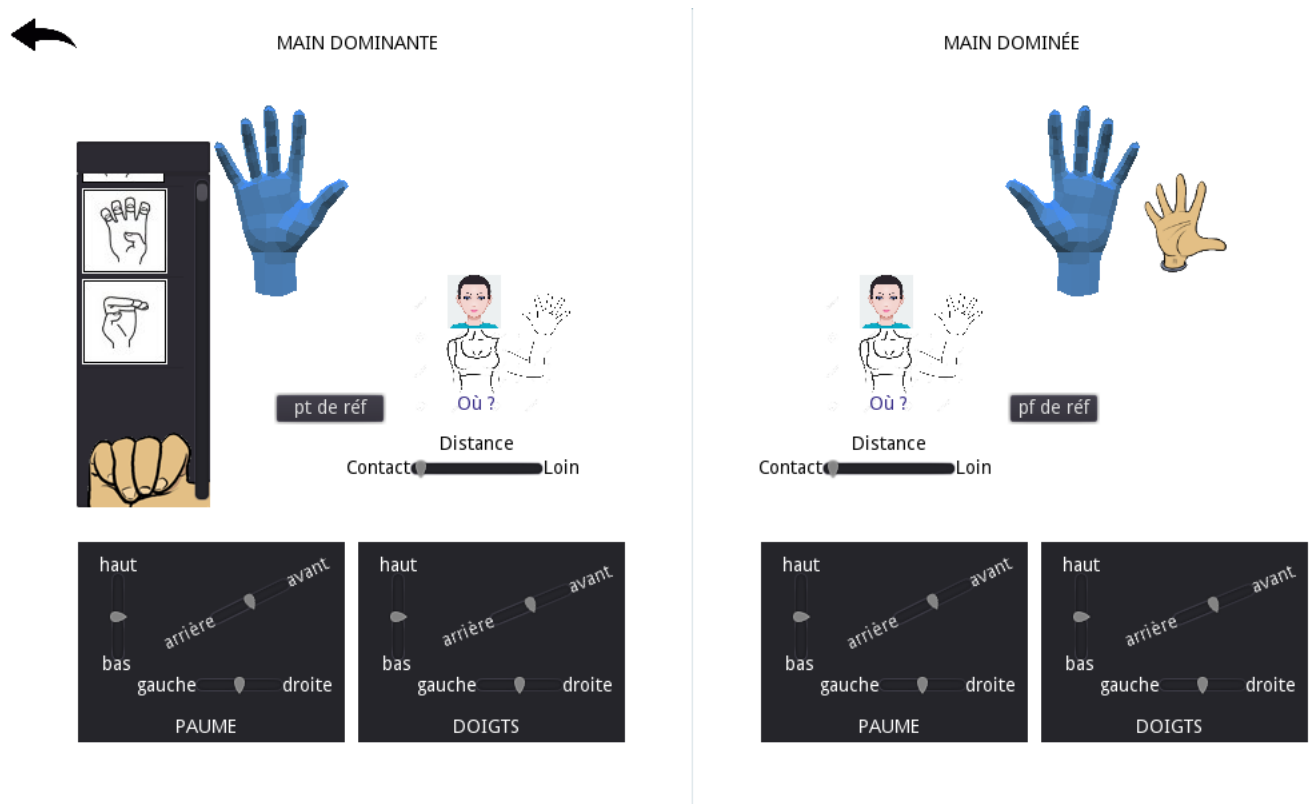 MAIN DOMINANTE
pt de réf
Où ?
Distance
Contact Loin
haut
avant
arrière
bas
gauche droite
PAUME
haut
avant
arrière
bas
gauche droite
DOIGTS
MAIN DOMINÉE
Où ?
pf de réf
Distance
Contact Loin
haut
avant
arrière
bas
gauche droite
PAUME
haut
avant
arrière
bas
gauche droite
DOIGTS